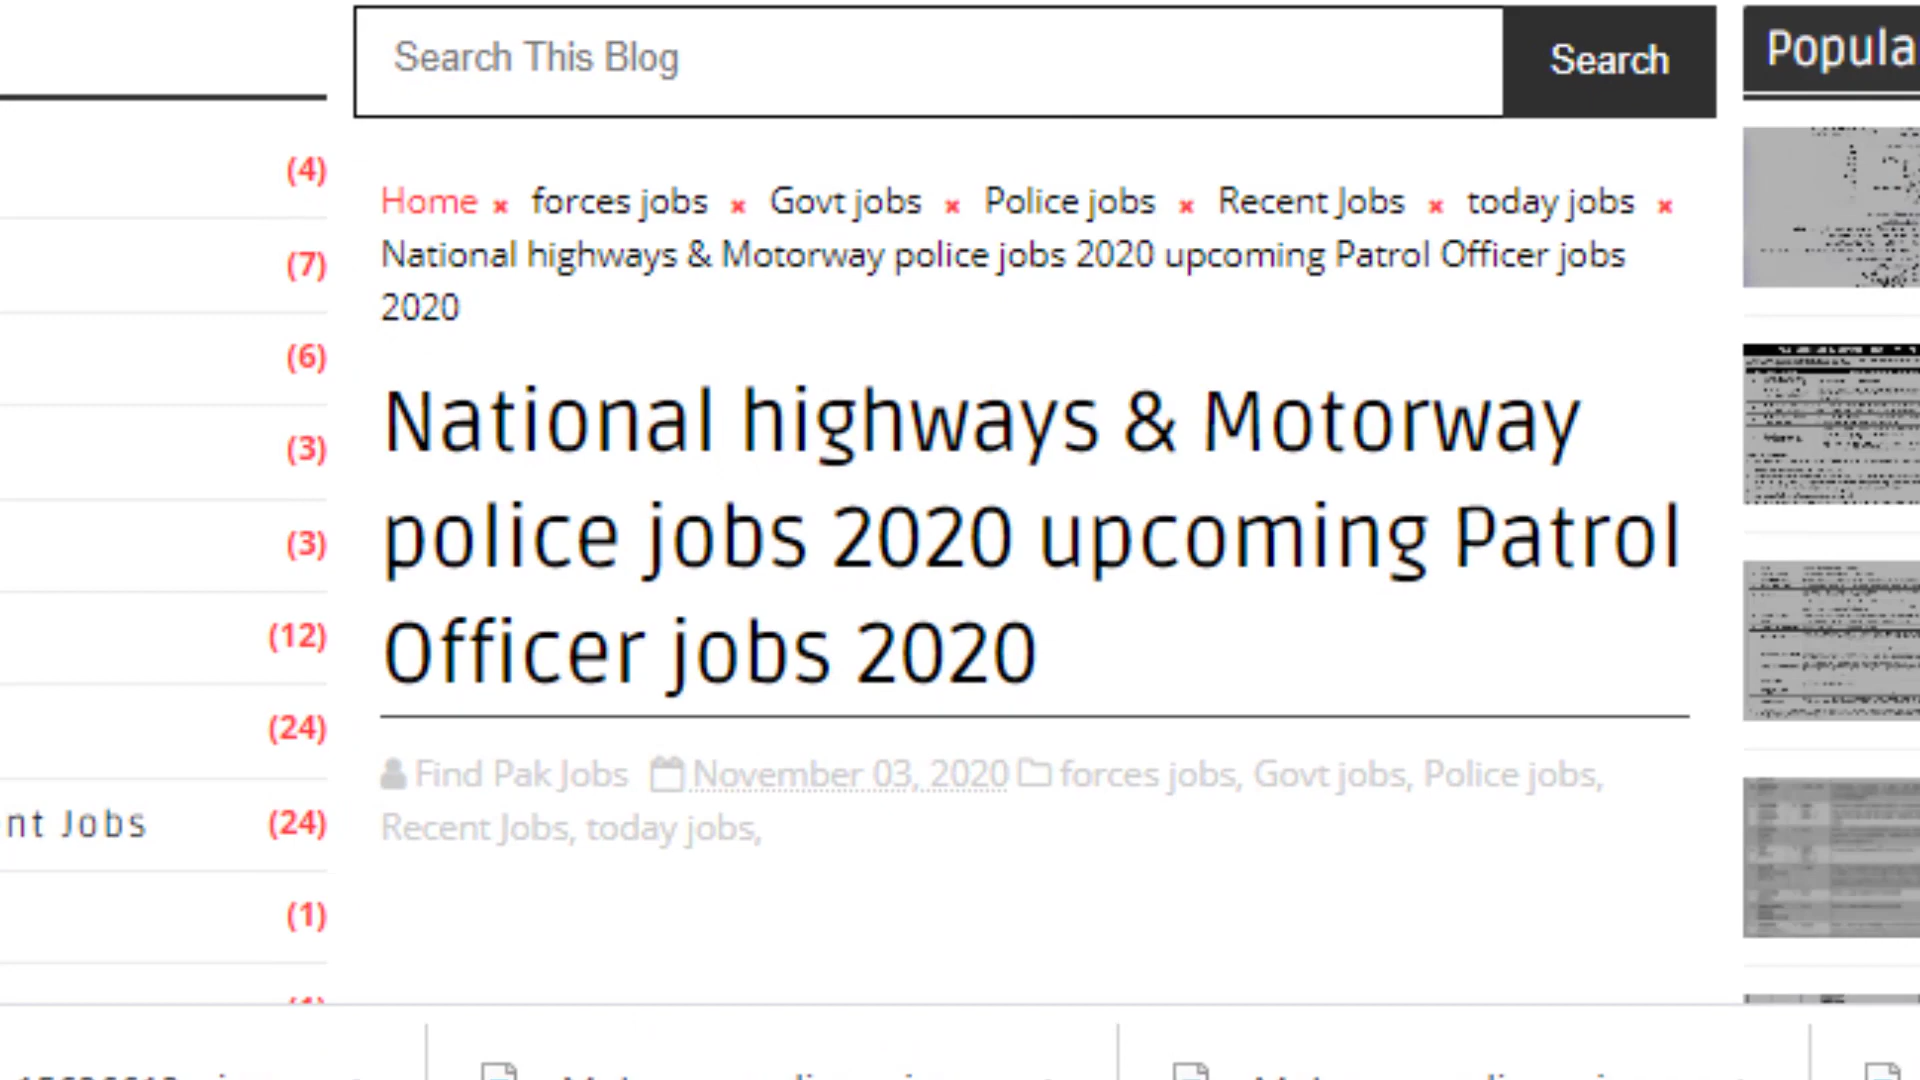 Search This Blog
Search
(4)
(7)
(6)
(3)
(3)
(12)
(24)
Jobs (24)
(1)
Home × forces jobs × Govt jobs × Police jobs × Recent Jobs × today jobs ×
National highways & Motorway police jobs 2020 upcoming Patrol Officer jobs
2020
National highways & Motorway
police jobs 2020 upcoming Patrol
Officer jobs 2020
Find Pak Jobs November 03, 2020 forces jobs, Govt jobs, Police jobs,
Recent Jobs, today jobs,